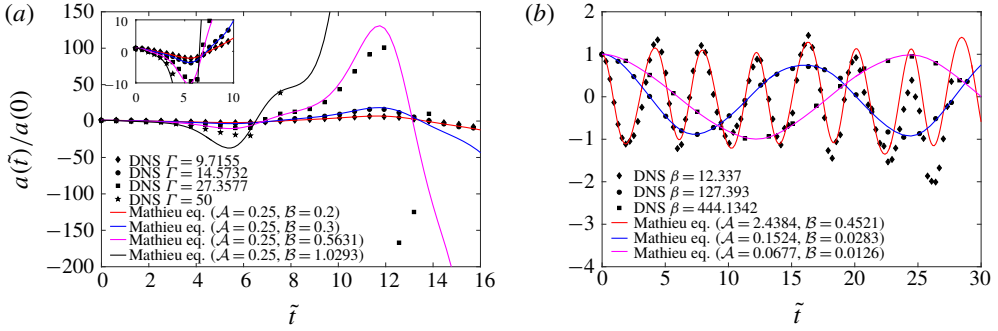 (a)
100
50
0
−50
−100
−150
−200
0 2 4 6 8 10 12 14 16
a(t̃)/a(0)
t̃
10
0
−10
0 5 10
DNS Γ = 9.7155
DNS Γ = 14.5732
DNS Γ = 27.3577
DNS Γ = 50
Mathieu eq. (𝒜 = 0.25, ℬ = 0.2)
Mathieu eq. (𝒜 = 0.25, ℬ = 0.3)
Mathieu eq. (𝒜 = 0.25, ℬ = 0.5631)
Mathieu eq. (𝒜 = 0.25, ℬ = 1.0293)
(b)
2
1
0
−1
−2
−3
−4
0 5 10 15 20 25 30
t̃
DNS β = 12.337
DNS β = 127.393
DNS β = 444.1342
Mathieu eq. (𝒜 = 2.4384, ℬ = 0.4521)
Mathieu eq. (𝒜 = 0.1524, ℬ = 0.0283)
Mathieu eq. (𝒜 = 0.0677, ℬ = 0.0126)